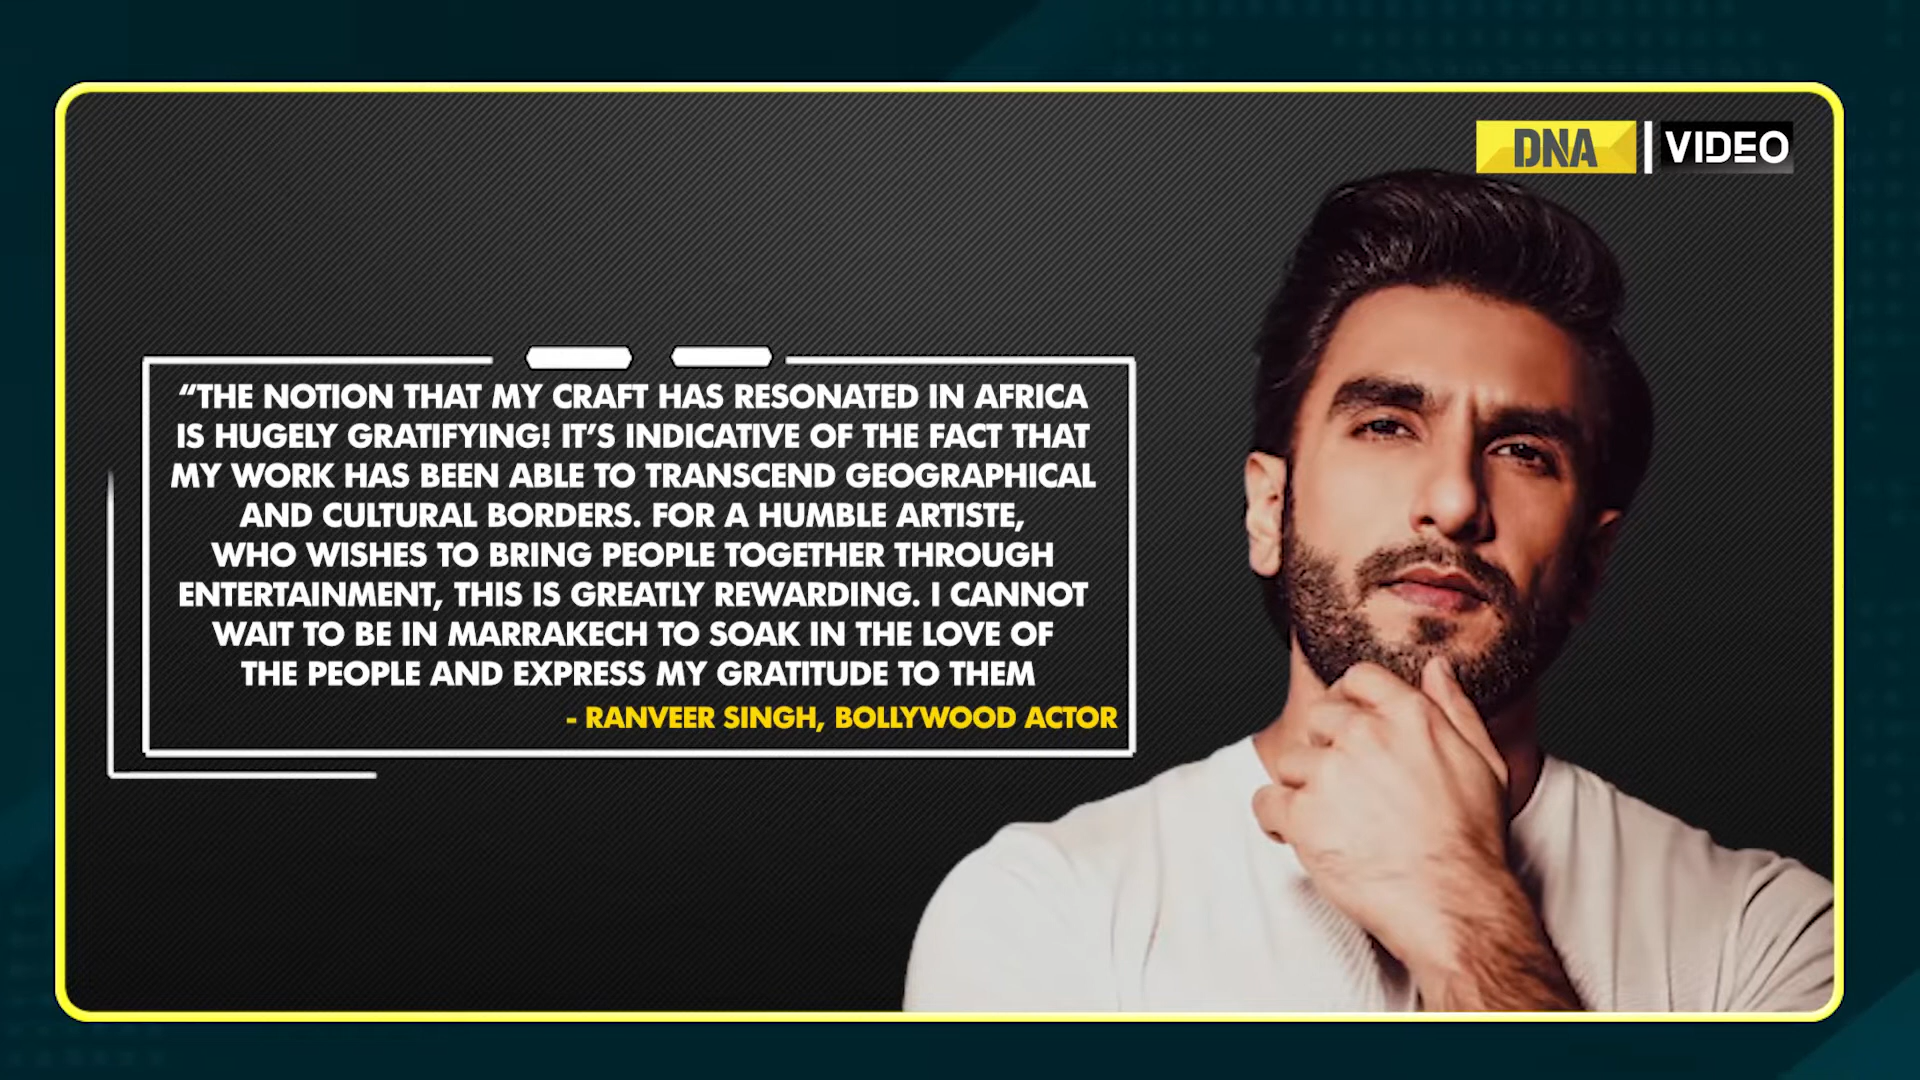 DNA | VIDEO
“THE NOTION THAT MY CRAFT HAS RESONATED IN AFRICA
IS HUGELY GRATIFYING! IT’S INDICATIVE OF THE FACT THAT
MY WORK HAS BEEN ABLE TO TRANSCEND GEOGRAPHICAL
AND CULTURAL BORDERS. FOR A HUMBLE ARTISTE,
WHO WISHES TO BRING PEOPLE TOGETHER THROUGH
ENTERTAINMENT, THIS IS GREATLY REWARDING. I CANNOT
WAIT TO BE IN MARRAKECH TO SOAK IN THE LOVE OF
THE PEOPLE AND EXPRESS MY GRATITUDE TO THEM
- RANVEER SINGH, BOLLYWOOD ACTOR